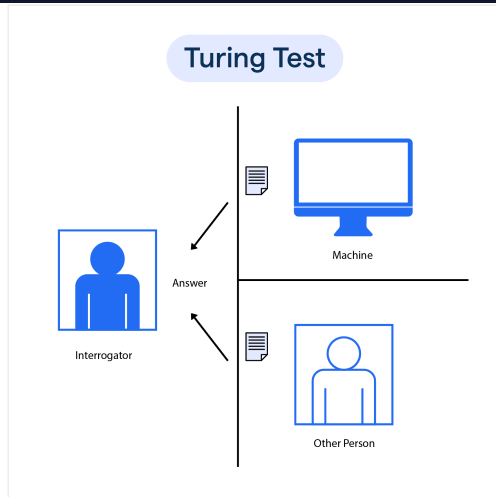 Turing Test
Machine
Answer
Interrogator
Other Person